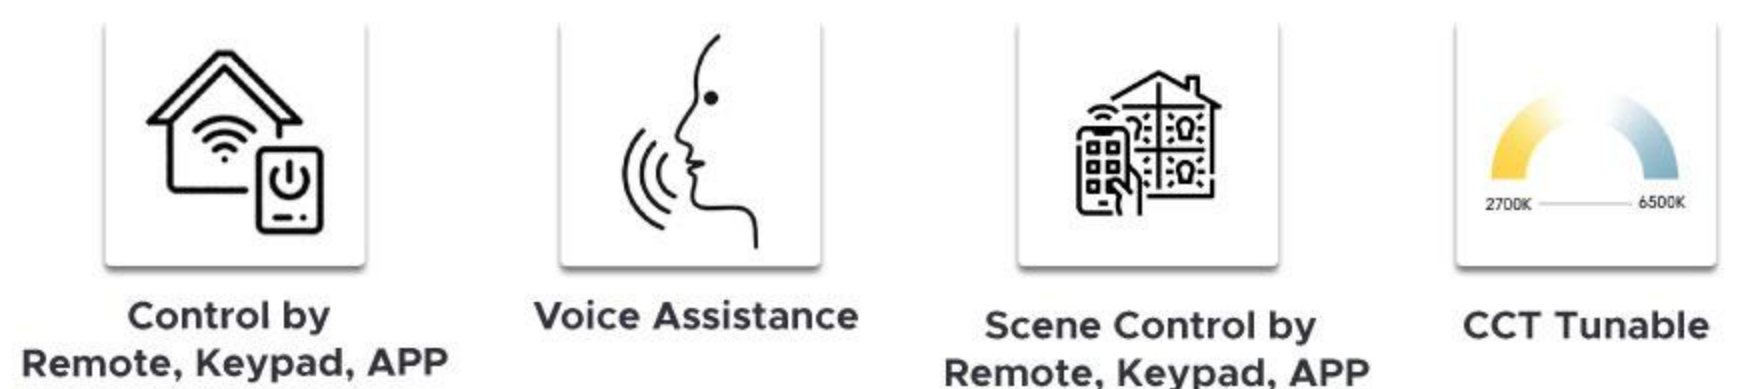 2700K
6500K
Control by
Remote, Keypad, APP
Voice Assistance
Scene Control by
Remote, Keypad, APP
CCT Tunable